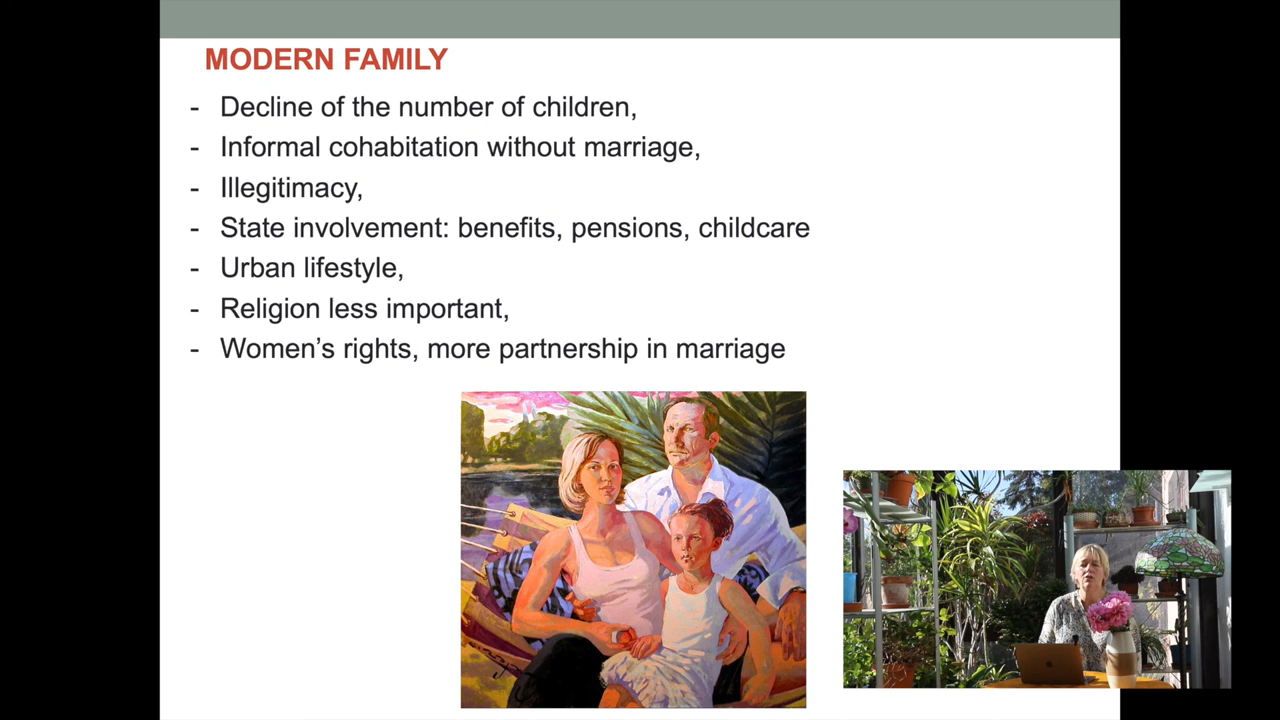 MODERN FAMILY
- Decline of the number of children,
- Informal cohabitation without marriage,
- Illegitimacy,
- State involvement: benefits, pensions, childcare
- Urban lifestyle,
- Religion less important,
- Women’s rights, more partnership in marriage